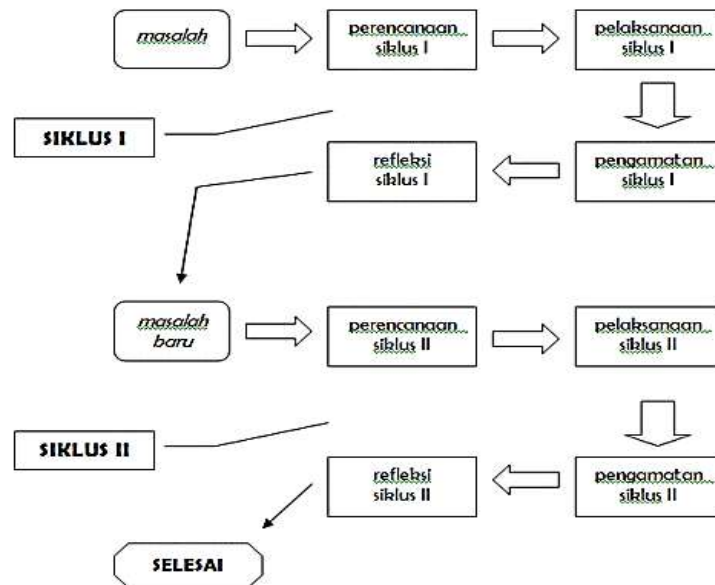 masalah
perencanaan
siklus I
pelaksanaan
siklus I
SIKLUS I
refleksi
siklus I
pengamatan
siklus I
masalah
baru
perencanaan
siklus II
pelaksanaan
siklus II
SIKLUS II
refleksi
siklus II
pengamatan
siklus II
SELESAI